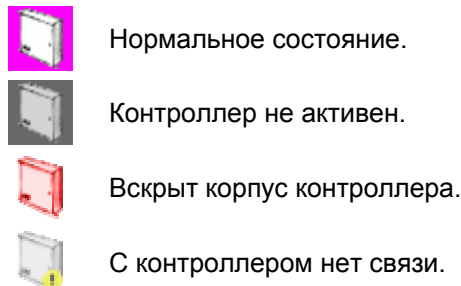 Нормальное состояние.
Контроллер не активен.
Вскрыт корпус контроллера.
С контроллером нет связи.